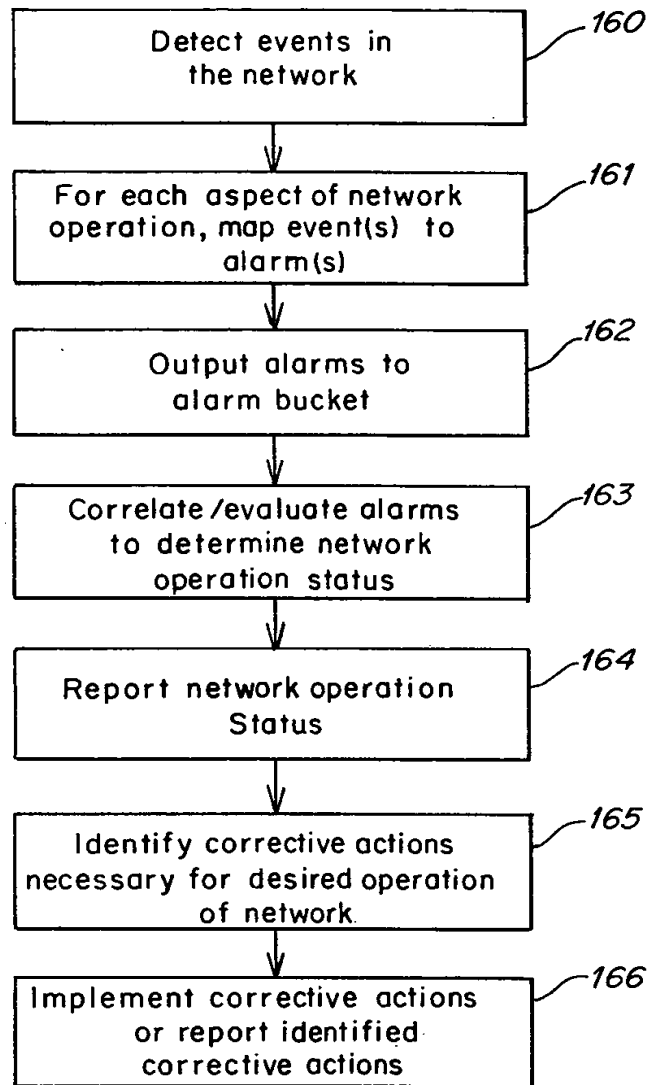 Detect events in
the network
160
For each aspect of network
operation, map event(s) to
alarm(s)
161
Output alarms to
alarm bucket
162
Correlate/evaluate alarms
to determine network
operation status
163
Report network operation
Status
164
Identify corrective actions
necessary for desired operation
of network
165
Implement corrective actions
or report identified
corrective actions
166